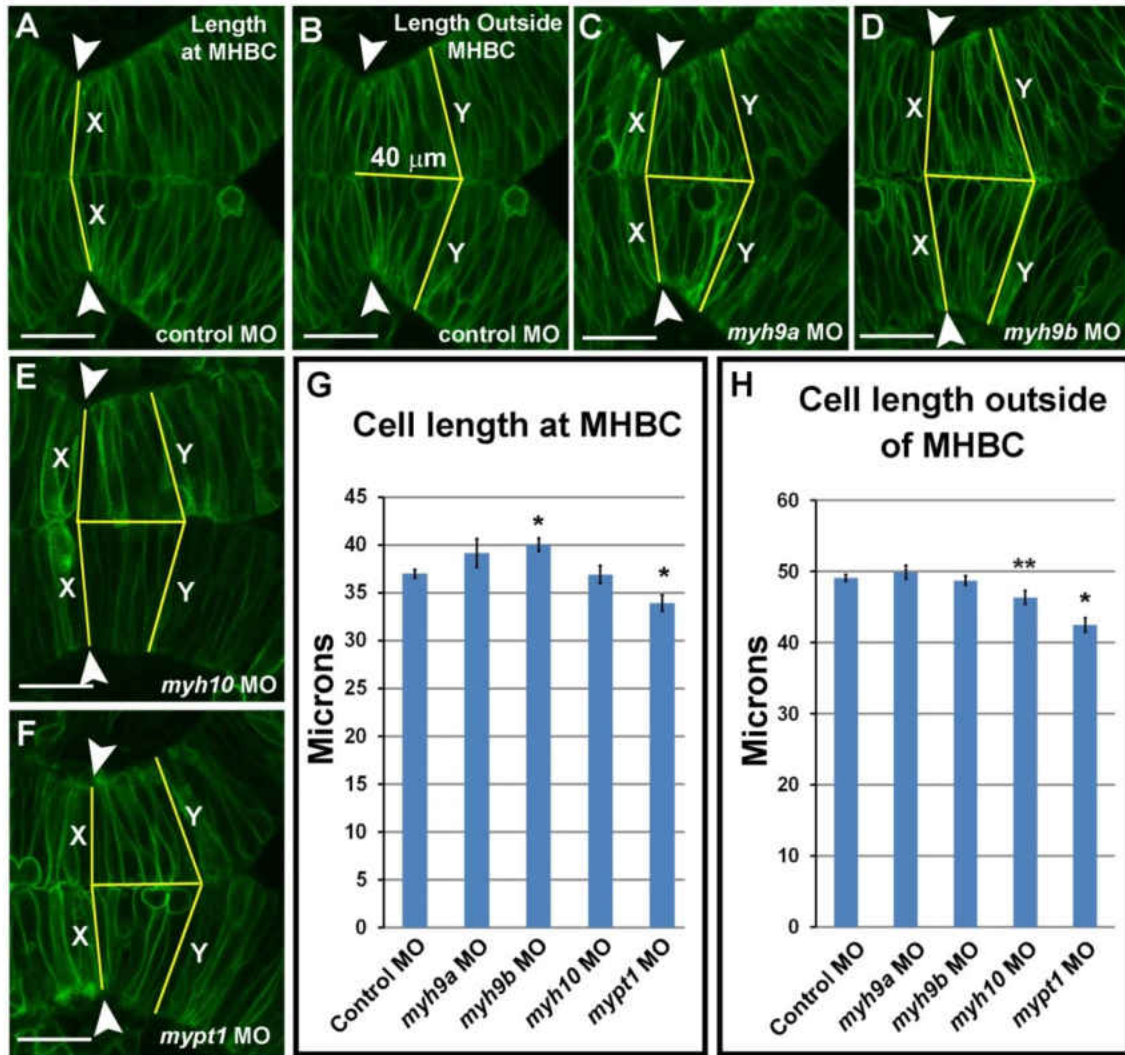 A
Length
at MHBC
X
X
control MO
B
Length Outside
MHBC
Y
40 μm
Y
control MO
C
X
Y
X
Y
myh9a MO
D
X
Y
X
Y
myh9b MO
E
X
Y
X
Y
myh10 MO
F
X
Y
X
Y
mypt1 MO
G
Cell length at MHBC
Microns
45
40
35
30
25
20
15
10
5
0
*
*
Control MO
myh9a MO
myh9b MO
myh10 MO
mypt1 MO
H
Cell length outside
of MHBC
Microns
60
50
40
30
20
10
0
**
*
Control MO
myh9a MO
myh9b MO
myh10 MO
mypt1 MO